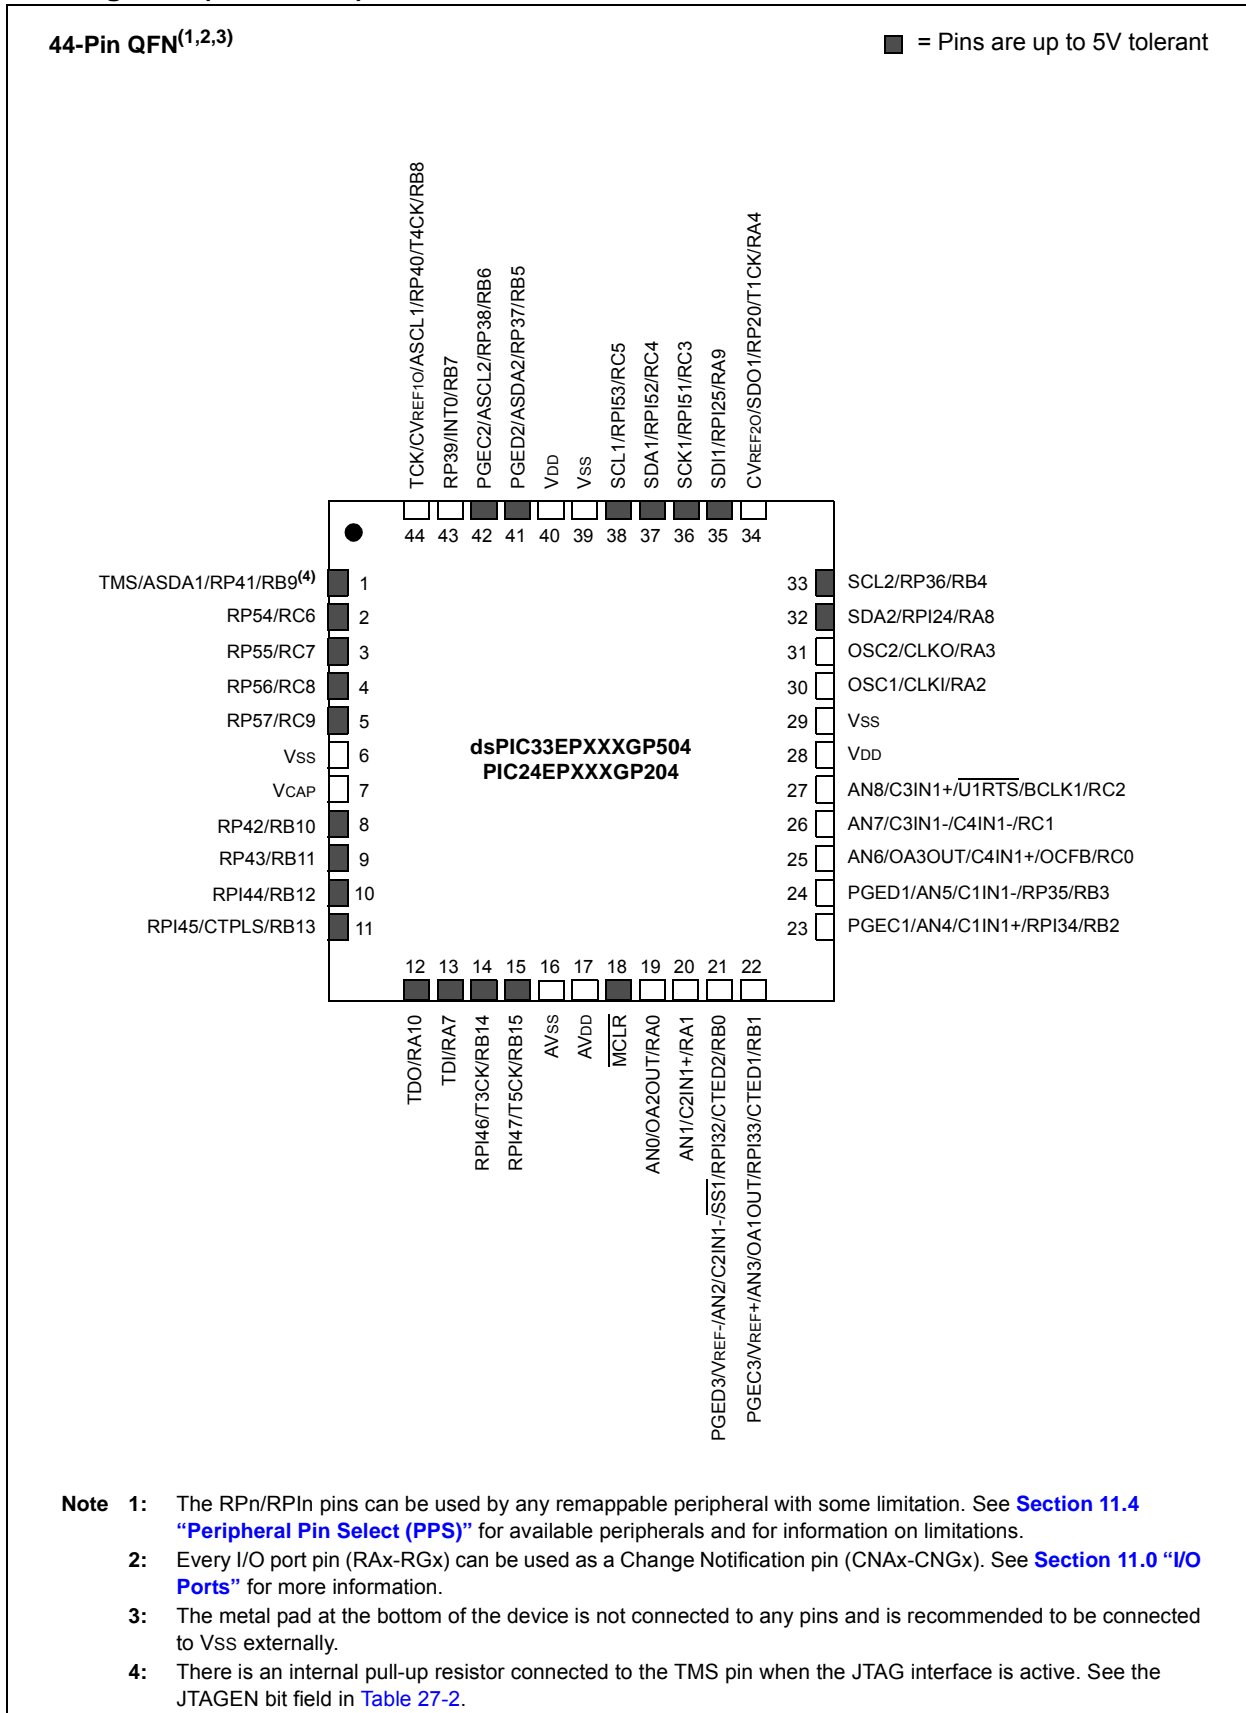 44-Pin QFN(1,2,3)
= Pins are up to 5V tolerant
TCK/CVREF1O/ASCL1/RP40/T4CK/RB8
RP39/INT0/RB7
PGEC2/ASCL2/RP38/RB6
PGED2/ASDA2/RP37/RB5
VDD
VSS
SCL1/RPI53/RC5
SDA1/RPI52/RC4
SCK1/RPI51/RC3
SDI1/RPI25/RA9
CVREF2O/SDO1/RP20/T1CK/RA4
44 43 42 41 40 39 38 37 36 35 34
TMS/ASDA1/RP41/RB9(4) 1
RP54/RC6 2
RP55/RC7 3
RP56/RC8 4
RP57/RC9 5
VSS 6
VCAP 7
RP42/RB10 8
RP43/RB11 9
RPI44/RB12 10
RPI45/CTPLS/RB13 11
dsPIC33EPXXXGP504
PIC24EPXXXGP204
33 SCL2/RP36/RB4
32 SDA2/RPI24/RA8
31 OSC2/CLKO/RA3
30 OSC1/CLKI/RA2
29 VSS
28 VDD
27 AN8/C3IN1+/U1RTS/BCLK1/RC2
26 AN7/C3IN1-/C4IN1-/RC1
25 AN6/OA3OUT/C4IN1+/OCFB/RC0
24 PGED1/AN5/C1IN1-/RP35/RB3
23 PGEC1/AN4/C1IN1+/RPI34/RB2
12 13 14 15 16 17 18 19 20 21 22
TDO/RA10
TDI/RA7
RPI46/T3CK/RB14
RPI47/T5CK/RB15
AVSS
AVDD
MCLR
AN0/OA2OUT/RA0
AN1/C2IN1+/RA1
PGED3/VREF-/AN2/C2IN1-/SS1/RPI32/CTED2/RB0
PGEC3/VREF+/AN3/OA1OUT/RPI33/CTED1/RB1
Note 1: The RPn/RPIn pins can be used by any remappable peripheral with some limitation. See Section 11.4
“Peripheral Pin Select (PPS)” for available peripherals and for information on limitations.
2: Every I/O port pin (RAx-RGx) can be used as a Change Notification pin (CNAx-CNGx). See Section 11.0 “I/O
Ports” for more information.
3: The metal pad at the bottom of the device is not connected to any pins and is recommended to be connected
to VSS externally.
4: There is an internal pull-up resistor connected to the TMS pin when the JTAG interface is active. See the
JTAGEN bit field in Table 27-2.